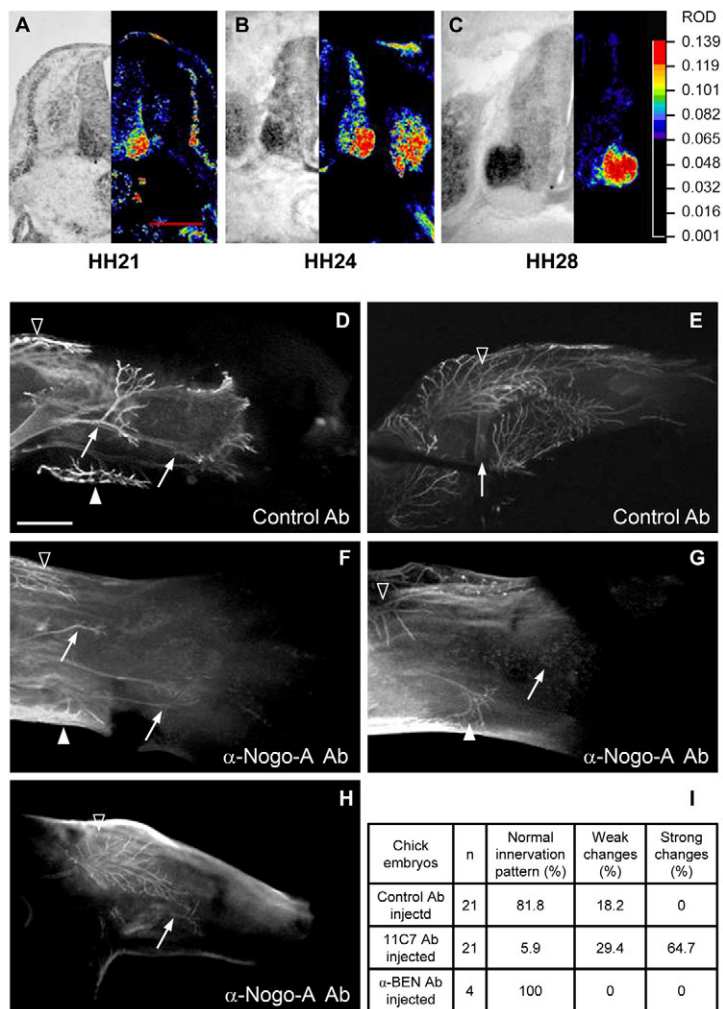 A
B
C
ROD
0.139
0.119
0.101
0.082
0.065
0.048
0.032
0.016
0.001
HH21
HH24
HH28
D
Control Ab
E
Control Ab
F
α-Nogo-A Ab
G
α-Nogo-A Ab
H
α-Nogo-A Ab
I
Chick embryos n Normal innervation pattern (%) Weak changes (%) Strong changes (%)
Control Ab injectd 21 81.8 18.2 0
11C7 Ab injected 21 5.9 29.4 64.7
α-BEN Ab injected 4 100 0 0